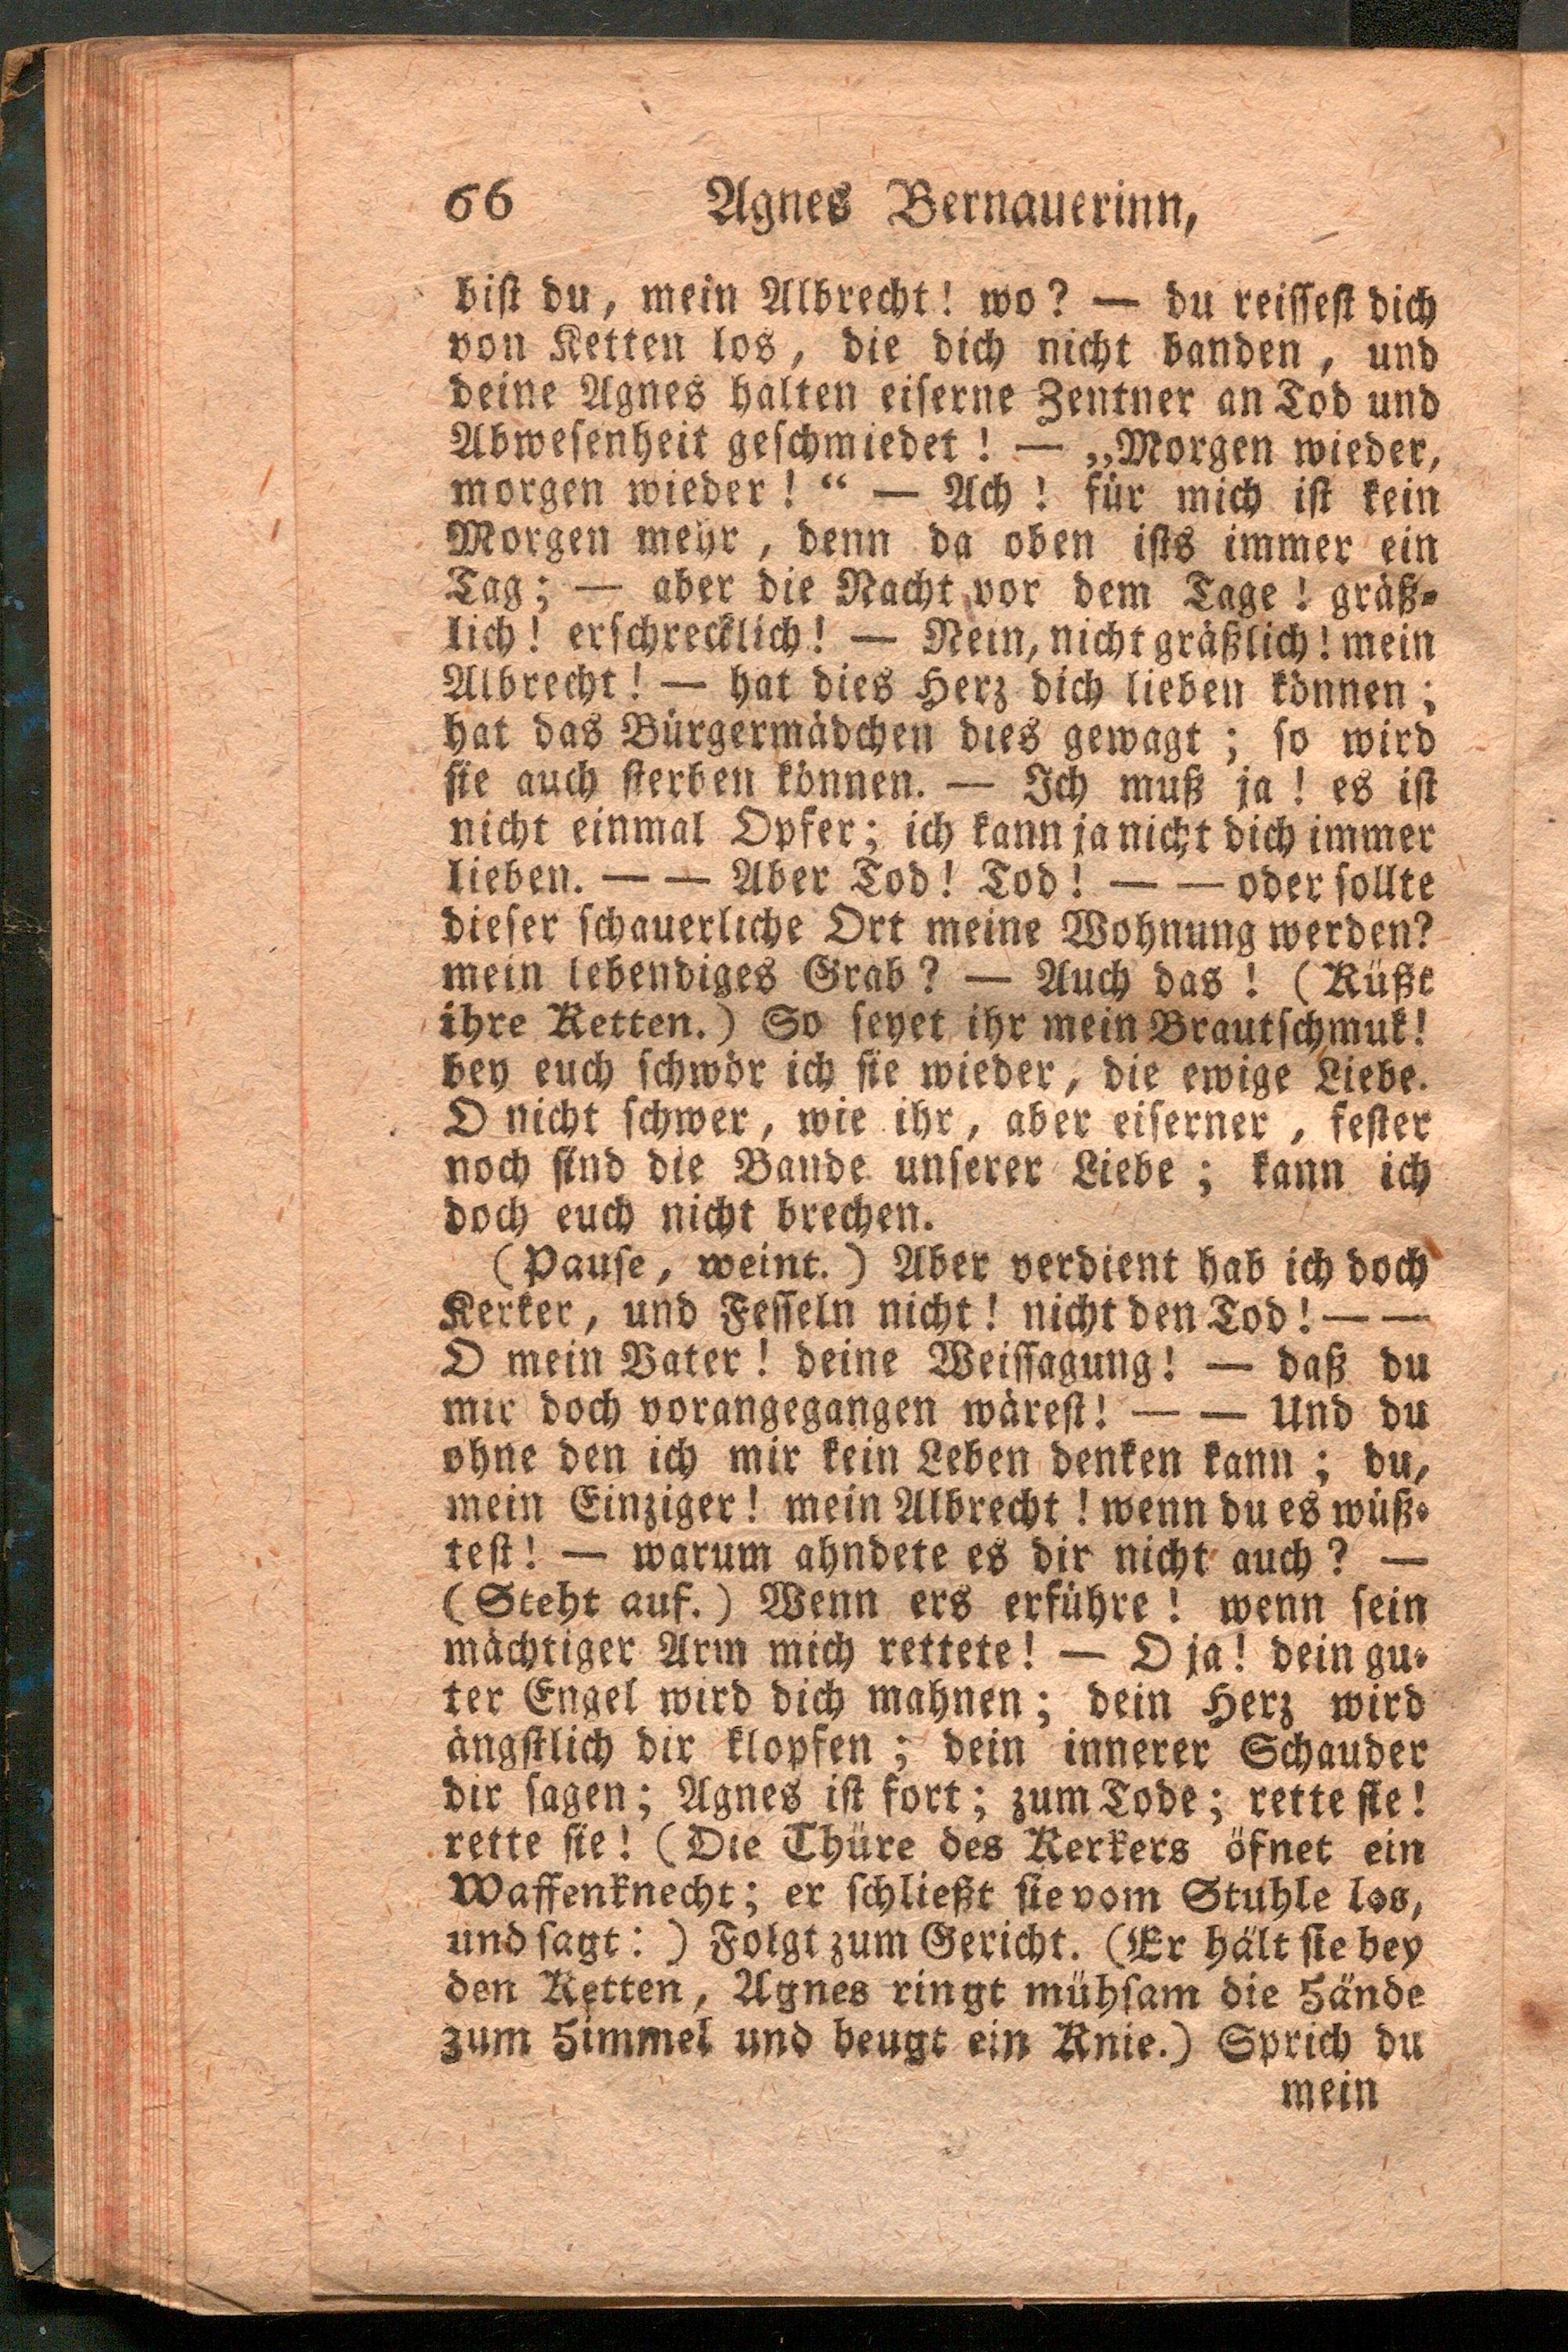 66 Agnes Bernauerinn,
bist du, mein Albrecht! wo? — du reissest dich
von Ketten los, die dich nicht banden, und
deine Agnes halten eiserne Zentner an Tod und
Abwesenheit geschmiedet! — „Morgen wieder,
morgen wieder!“ — Ach! für mich ist kein
Morgen mehr, denn da oben ists immer ein
Tag; — aber die Nacht vor dem Tage! gräß-
lich! erschrecklich! — Nein, nicht gräßlich! mein
Albrecht! — hat dies Herz dich lieben können;
hat das Bürgermädchen dies gewagt; so wird
sie auch sterben können. — Ich muß ja! es ist
nicht einmal Opfer; ich kann ja nicht dich immer
lieben. — — Aber Tod! Tod! — — oder sollte
dieser schauerliche Ort meine Wohnung werden?
mein lebendiges Grab? — Auch das! (Küßt
ihre Ketten.) So seyet ihr mein Brautschmuk!
bey euch schwör ich sie wieder, die ewige Liebe.
O nicht schwer, wie ihr, aber eiserner, fester
noch sind die Bande unserer Liebe; kann ich
doch euch nicht brechen.
(Pause, weint.) Aber verdient hab ich doch
Kerker, und Fesseln nicht! nicht den Tod! — —
O mein Vater! deine Weissagung! — daß du
mir doch vorangegangen wärest! — — Und du
ohne den ich mir kein Leben denken kann; du,
mein Einziger! mein Albrecht! wenn du es wüß-
test! — warum ahndete es dir nicht auch? —
(Steht auf.) Wenn ers erführe! wenn sein
mächtiger Arm mich rettete! — O ja! dein gu-
ter Engel wird dich mahnen; dein Herz wird
ängstlich dir klopfen; dein innerer Schauder
dir sagen; Agnes ist fort; zum Tode; rette sie!
rette sie! (Die Thüre des Kerkers öfnet ein
Waffenknecht; er schließt sie vom Stuhle los,
und sagt:) Folgt zum Gericht. (Er hält sie bey
den Ketten, Agnes ringt mühsam die Hände
zum Himmel und beugt ein Knie.) Sprich du
mein